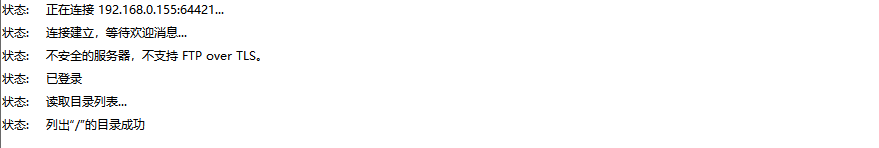 状态: 正在连接 192.168.0.155:64421...
状态: 连接建立，等待欢迎消息...
状态: 不安全的服务器，不支持 FTP over TLS。
状态: 已登录
状态: 读取目录列表...
状态: 列出“/”的目录成功